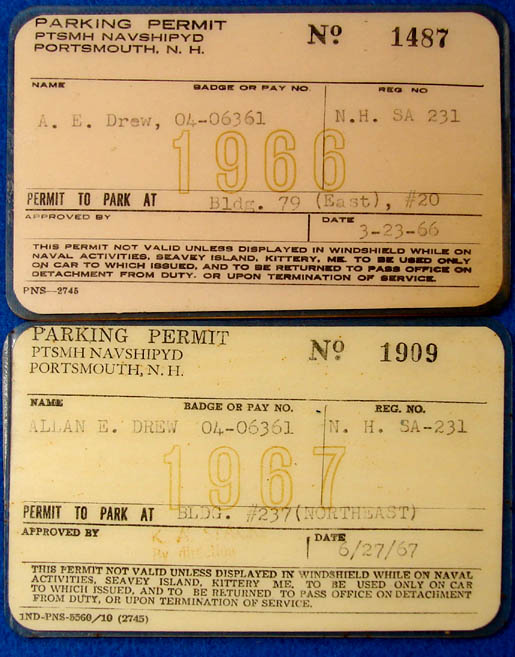 PARKING PERMIT
PTSMH NAVSHIPYD
PORTSMOUTH, N. H.
Nº 1487
NAME BADGE OR PAY NO. REG NO
A. E. Drew, 04-06361 N.H. SA 231
1966
PERMIT TO PARK AT Bldg. 79 (East), #20
APPROVED BY DATE
3-23-66
THIS PERMIT NOT VALID UNLESS DISPLAYED IN WINDSHIELD WHILE ON
NAVAL ACTIVITIES, SEAVEY ISLAND, KITTERY, ME. TO BE USED ONLY
ON CAR TO WHICH ISSUED, AND TO BE RETURNED TO PASS OFFICE ON
DETACHMENT FROM DUTY, OR UPON TERMINATION OF SERVICE.
PNS—2745
PARKING PERMIT
PTSMH NAVSHIPYD
PORTSMOUTH, N. H.
Nº 1909
NAME BADGE OR PAY NO. REG. NO.
ALLAN E. DREW 04-06361 N. H. SA-231
1967
PERMIT TO PARK AT BLDG. #237(NORTHEAST)
APPROVED BY DATE
By direction 6/27/67
THIS PERMIT NOT VALID UNLESS DISPLAYED IN WINDSHIELD WHILE ON NAVAL
ACTIVITIES, SEAVEY ISLAND, KITTERY ME. TO BE USED ONLY ON CAR
TO WHICH ISSUED, AND TO BE RETURNED TO PASS OFFICE ON DETACHMENT
FROM DUTY, OR UPON TERMINATION OF SERVICE.
1ND-PNS-5560/10 (2745)